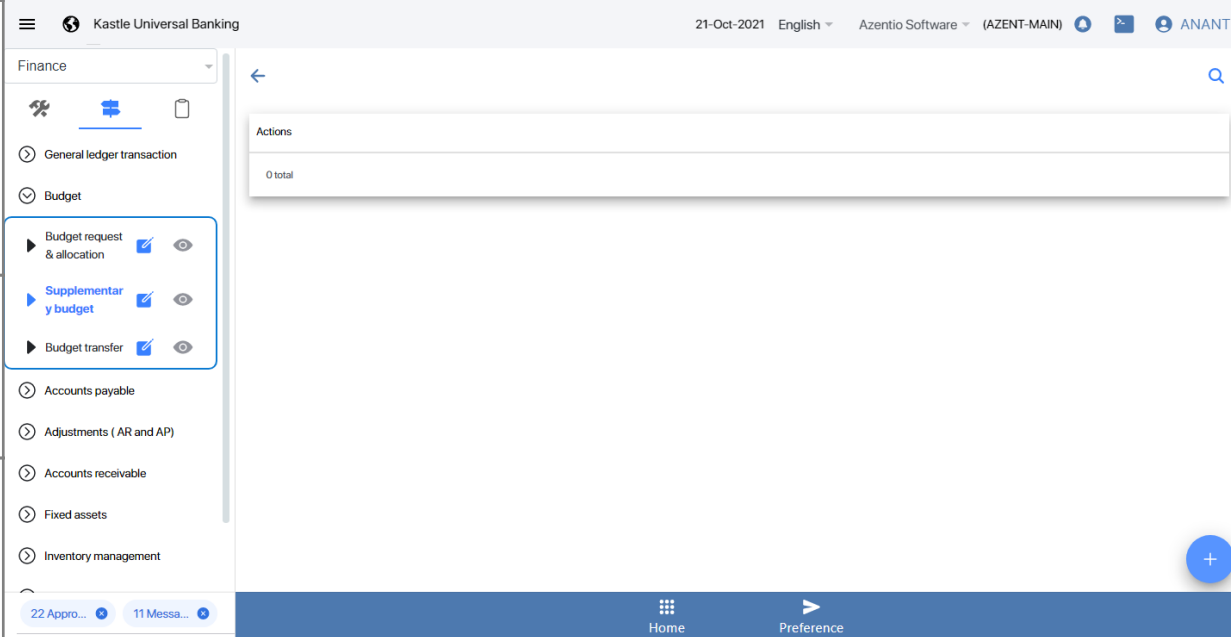 Kastle Universal Banking
21-Oct-2021 English Azentio Software (AZENT-MAIN) ANANT
Finance
Actions
0 total
General ledger transaction
Budget
Budget request
& allocation
Supplementar
y budget
Budget transfer
Accounts payable
Adjustments ( AR and AP)
Accounts receivable
Fixed assets
Inventory management
22 Appro... 11 Messa...
Home Preference